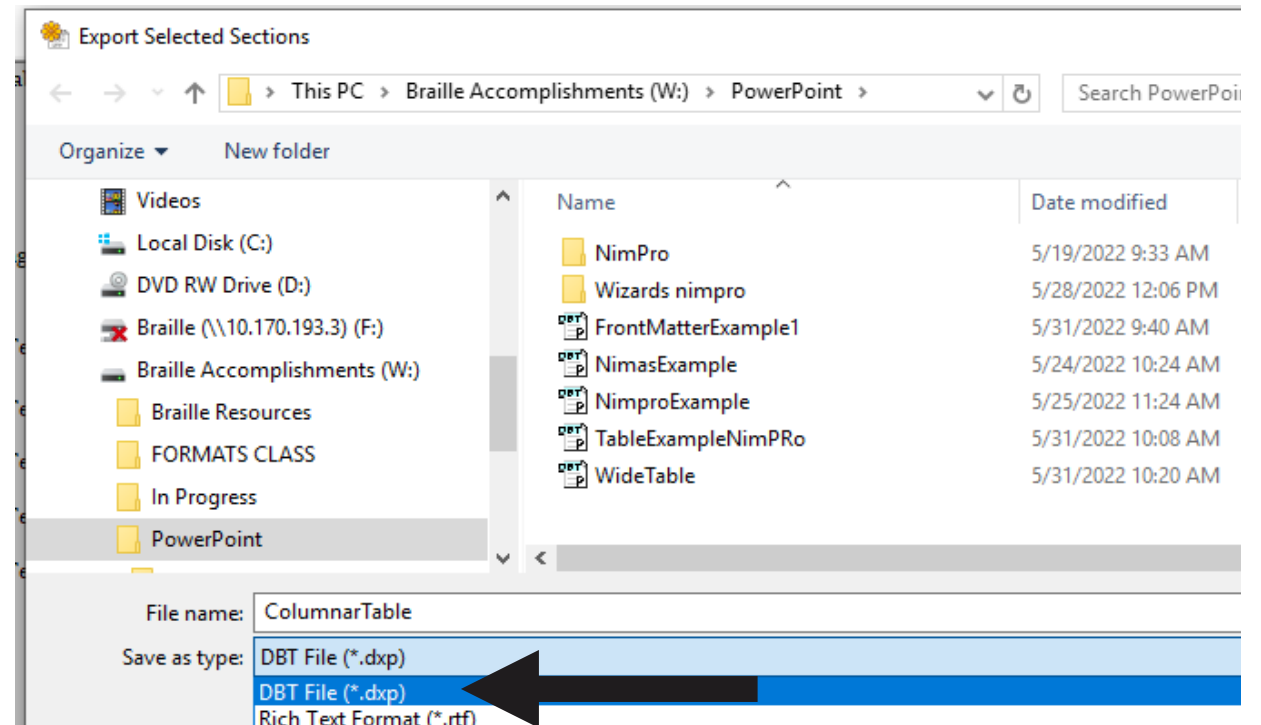 Export Selected Sections
This PC > Braille Accomplishments (W:) > PowerPoint >
Search PowerPoi
Organize
New folder
Videos
Local Disk (C:)
DVD RW Drive (D:)
Braille (\\10.170.193.3) (F:)
Braille Accomplishments (W:)
Braille Resources
FORMATS CLASS
In Progress
PowerPoint
Name Date modified
NimPro 5/19/2022 9:33 AM
Wizards nimpro 5/28/2022 12:06 PM
FrontMatterExample1 5/31/2022 9:40 AM
NimasExample 5/24/2022 10:24 AM
NimproExample 5/25/2022 11:24 AM
TableExampleNimPRo 5/31/2022 10:08 AM
WideTable 5/31/2022 10:20 AM
File name: ColumnarTable
Save as type: DBT File (*.dxp)
DBT File (*.dxp)
Rich Text Format (*.rtf)